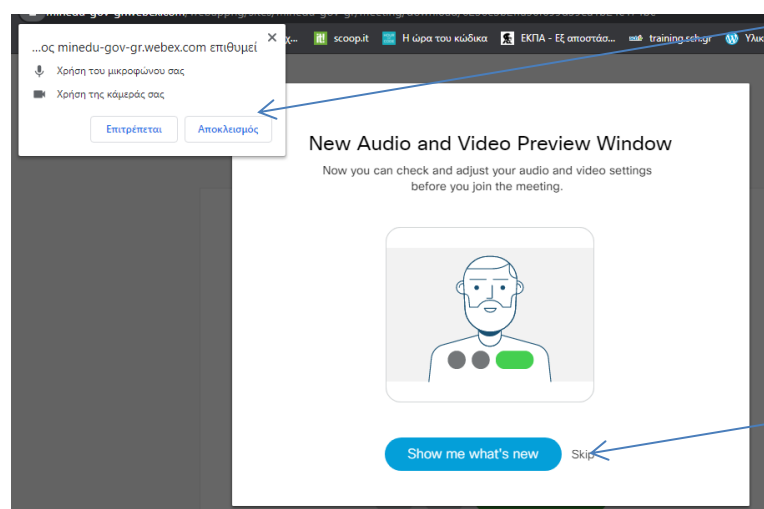 scoop.it
Η ώρα του κώδικα
ΕΚΠΑ - Εξ αποστάσ...
training.sch.gr
...ος minedu-gov-gr.webex.com επιθυμεί
Χρήση του μικροφώνου σας
Χρήση της κάμεράς σας
Επιτρέπεται
Αποκλεισμός
New Audio and Video Preview Window
Now you can check and adjust your audio and video settings
before you join the meeting.
Show me what's new
Skip